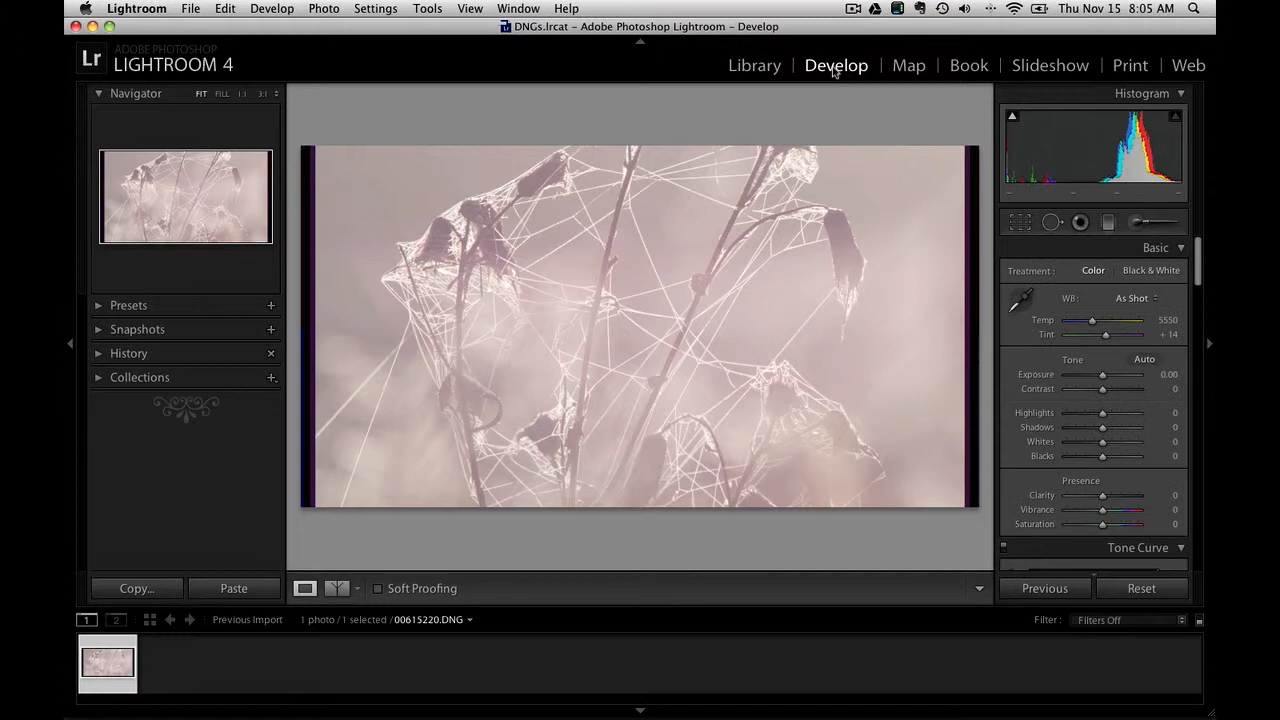 Lightroom File Edit Develop Photo Settings Tools View Window Help Thu Nov 15 8:05 AM
DNGs.lrcat – Adobe Photoshop Lightroom – Develop
Lr ADOBE PHOTOSHOP
LIGHTROOM 4
Library | Develop | Map | Book | Slideshow | Print | Web
Navigator FIT FILL 1:1 3:1
Presets
Snapshots
History
Collections
Copy... Paste
Soft Proofing
Histogram
Basic
Treatment : Color Black & White
WB: As Shot
Temp 5550
Tint + 14
Tone Auto
Exposure 0.00
Contrast 0
Highlights 0
Shadows 0
Whites 0
Blacks 0
Presence
Clarity 0
Vibrance 0
Saturation 0
Tone Curve
Previous Reset
1 2 Previous Import 1 photo / 1 selected / 00615220.DNG Filter : Filters Off